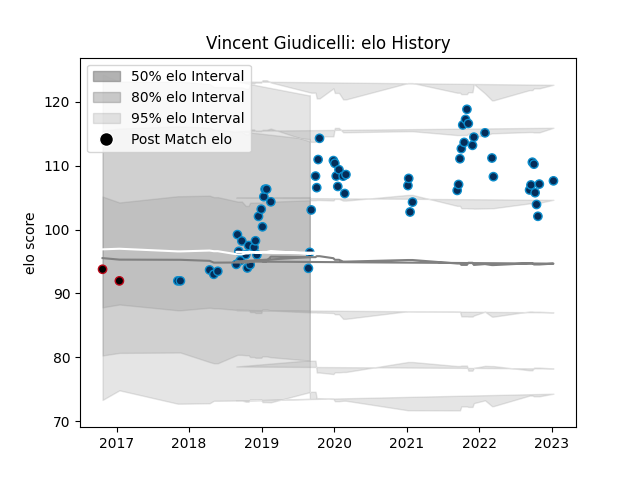 Vincent Giudicelli: elo History
50% elo Interval
80% elo Interval
95% elo Interval
Post Match elo
elo score
120
110
100
90
80
70
2017 2018 2019 2020 2021 2022 2023